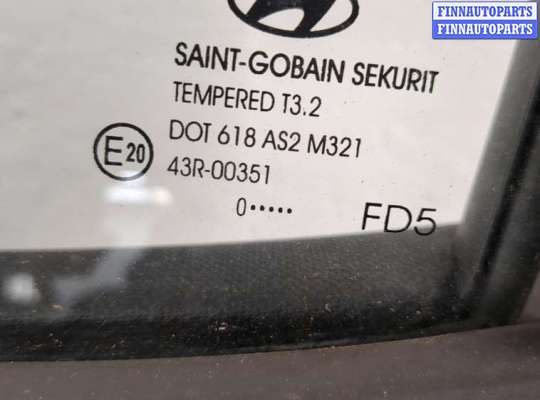 FINNAUTOPARTS
FINNAUTOPARTS
SAINT-GOBAIN SEKURIT
TEMPERED T3.2
DOT 618 AS2 M321
E20
43R-00351
0•••••
FD5